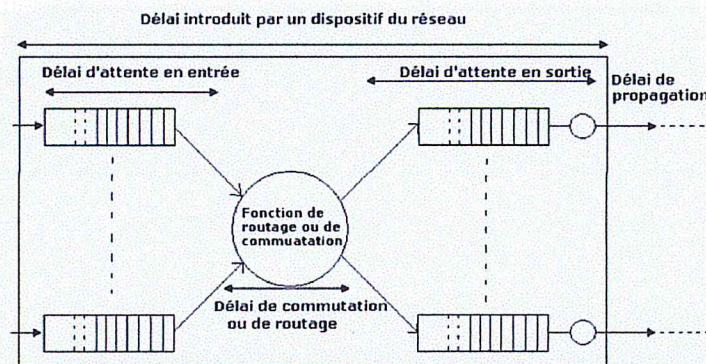 Délai introduit par un dispositif du réseau
Délai d'attente en entrée
Délai d'attente en sortie
Délai de
propagation
Fonction de
routage ou de
commuatation
Délai de commutation
ou de routage